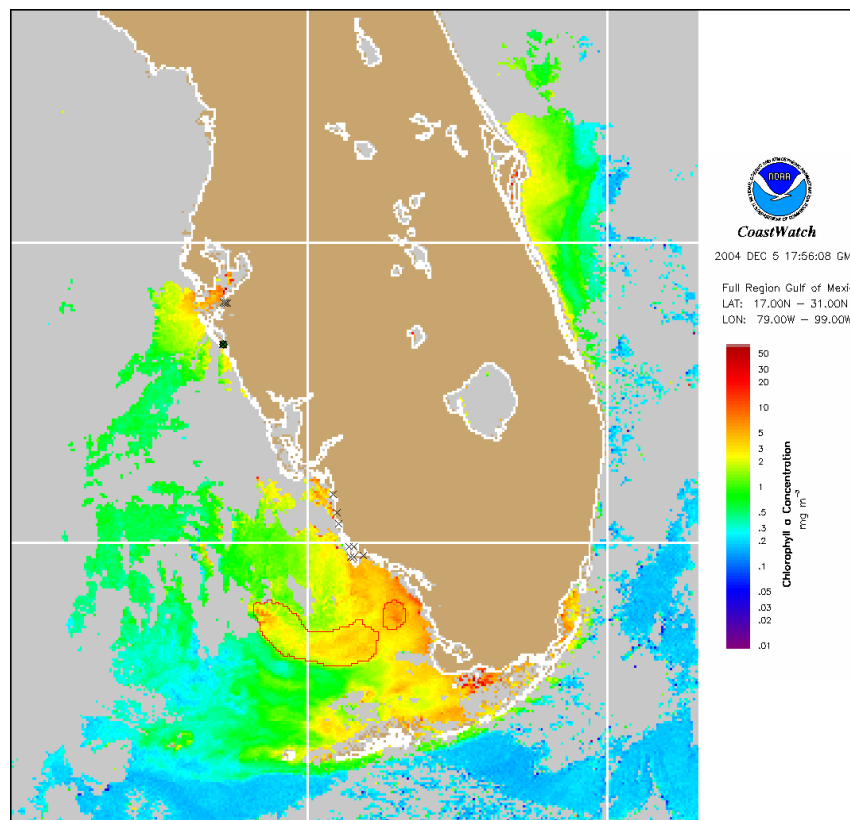 NOAA
CoastWatch
2004 DEC 5 17:56:08 GM
Full Region Gulf of Mexi
LAT: 17.00N – 31.00N
LON: 79.00W – 99.00W
50
30
20
10
5
3
2
1
.5
.3
.2
.1
.05
.03
.02
.01
Chlorophyll a Concentration
mg m⁻³